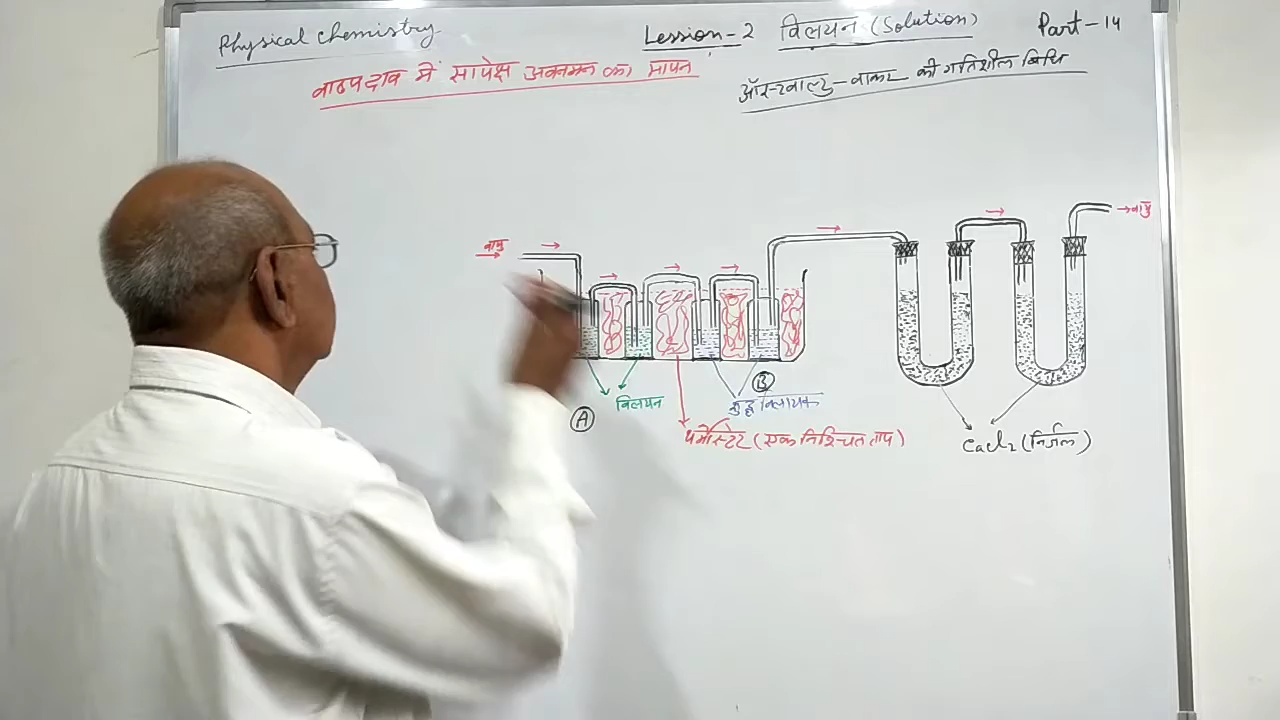 Physical chemistry
Lession-2 विलयन (Solution) Part-14
वाष्पदाब में सापेक्ष अवनमन का मापन
ऑस्टवाल्ड-वाकर की गतिशील विधि
वायु
वायु
विलयन
(A)
(B)
शुद्ध विलायक
थर्मोस्टेट (एक निश्चित ताप)
CaCl₂ (निर्जल)